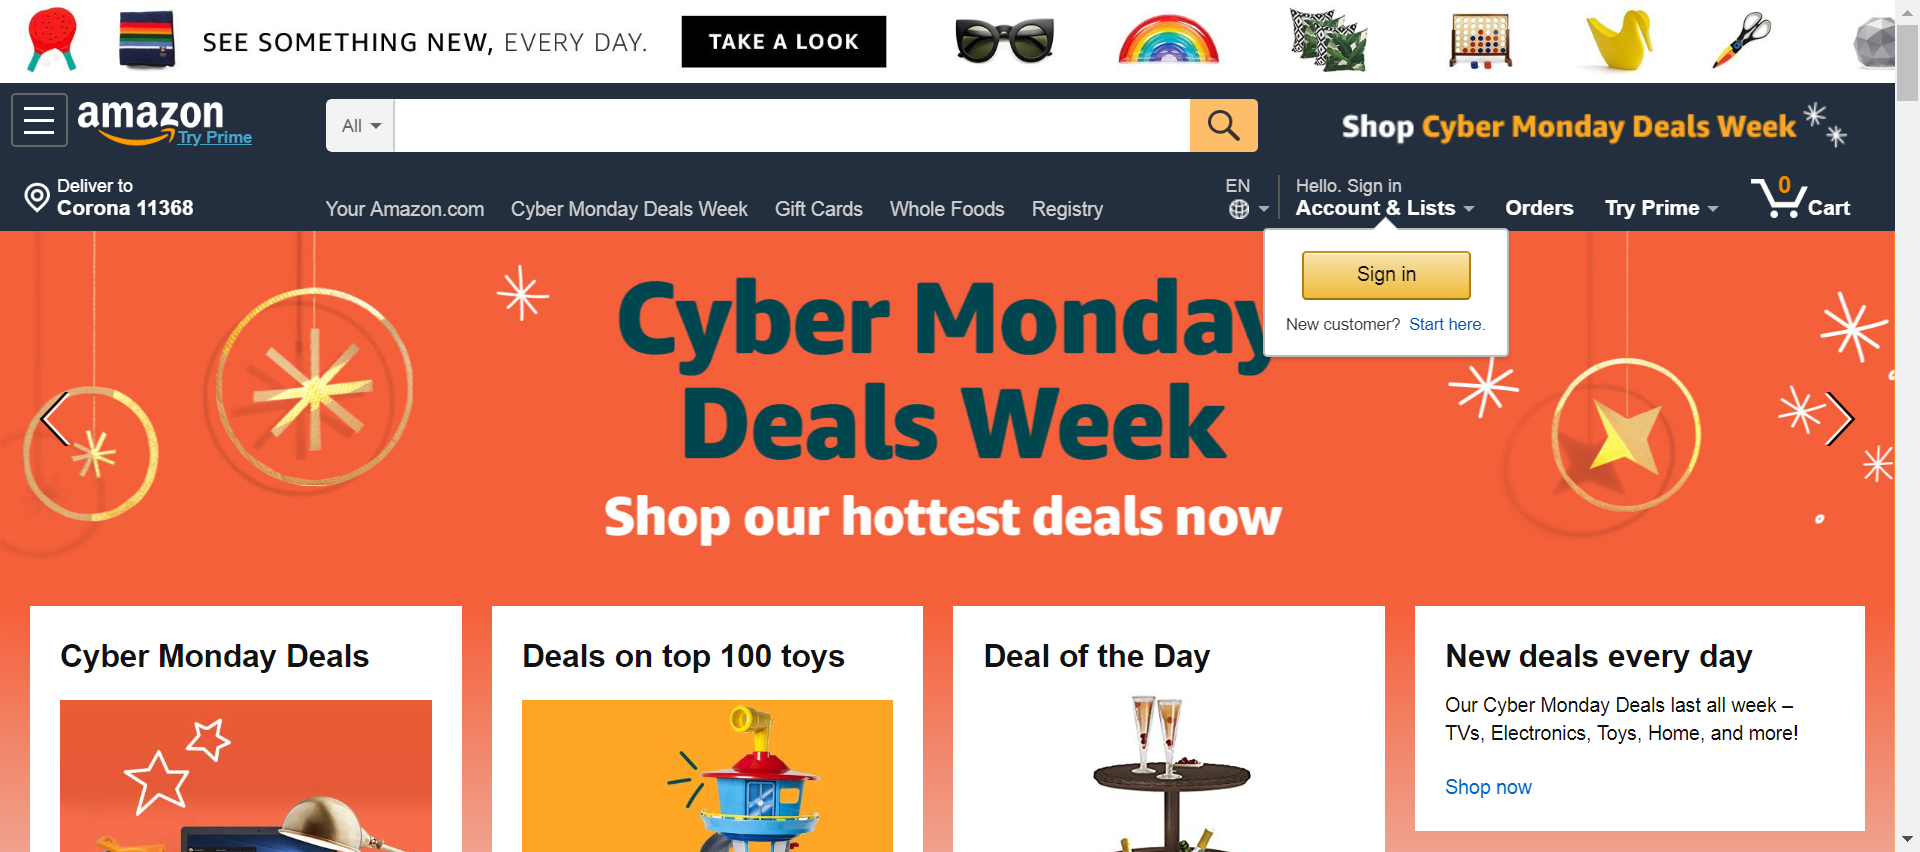 SEE SOMETHING NEW, EVERY DAY.
TAKE A LOOK
amazon
Try Prime
All
Shop Cyber Monday Deals Week
Deliver to
Corona 11368
Your Amazon.com Cyber Monday Deals Week Gift Cards Whole Foods Registry
EN
Hello. Sign in
Account & Lists
Orders
Try Prime
0
Cart
Sign in
New customer? Start here.
Cyber Monday
Deals Week
Shop our hottest deals now
Cyber Monday Deals
Deals on top 100 toys
Deal of the Day
New deals every day
Our Cyber Monday Deals last all week –
TVs, Electronics, Toys, Home, and more!
Shop now